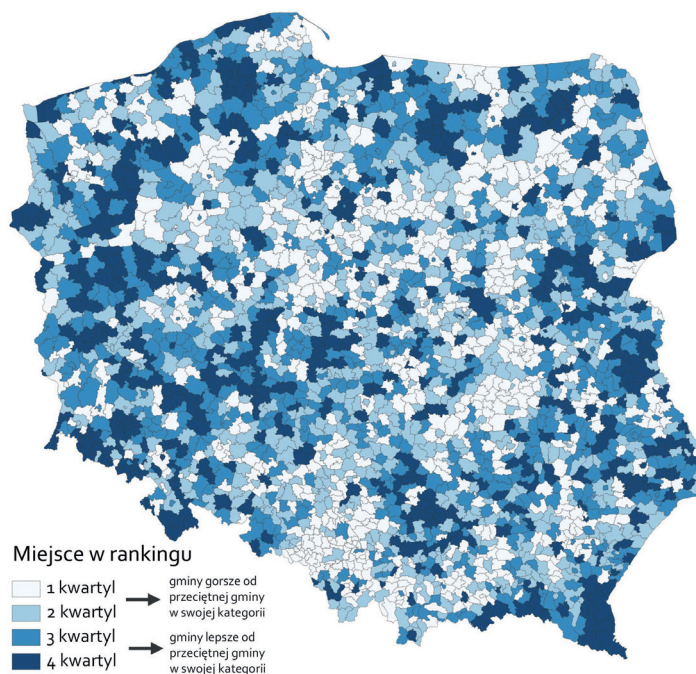 Miejsce w rankingu
1 kwartyl
2 kwartyl
gminy gorsze od
przeciętnej gminy
w swojej kategorii
3 kwartyl
4 kwartyl
gminy lepsze od
przeciętnej gminy
w swojej kategorii